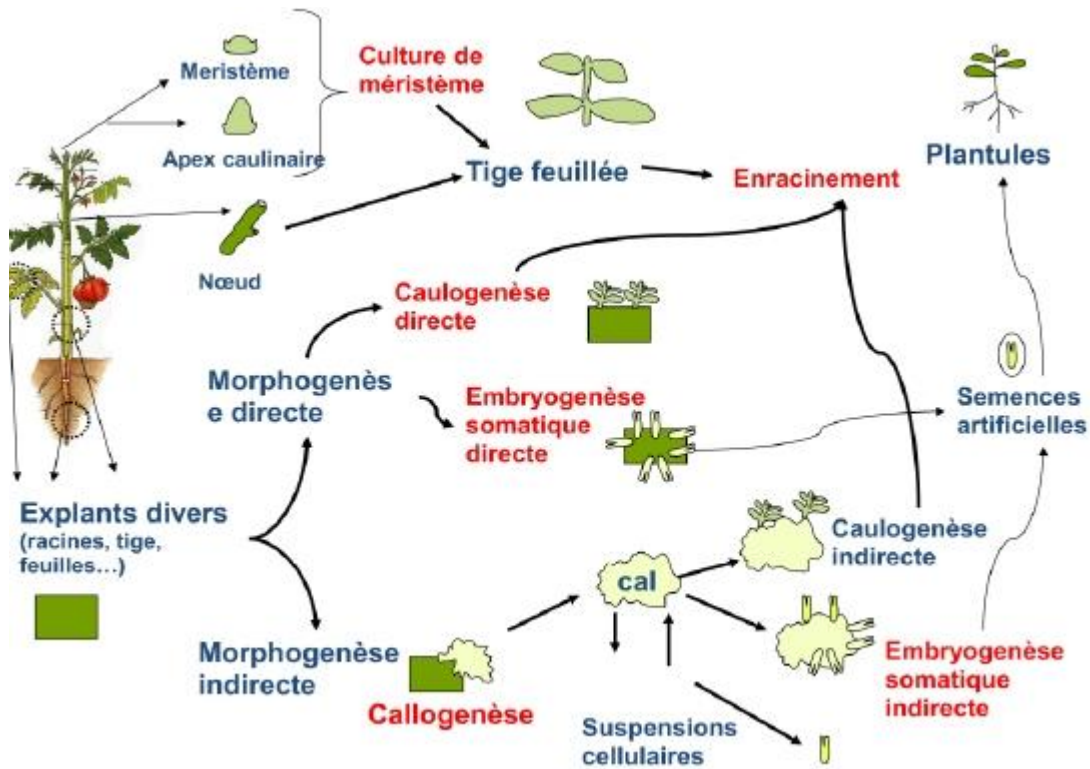 Meristème
Apex caulinaire
Nœud
Culture de
méristème
Tige feuillée
Enracinement
Plantules
Caulogenèse
directe
Morphogenès
e directe
Embryogenèse
somatique
directe
Semences
artificielles
Explants divers
(racines, tige,
feuilles...)
Morphogenèse
indirecte
Callogenèse
cal
Caulogenèse
indirecte
Embryogenèse
somatique
indirecte
Suspensions
cellulaires